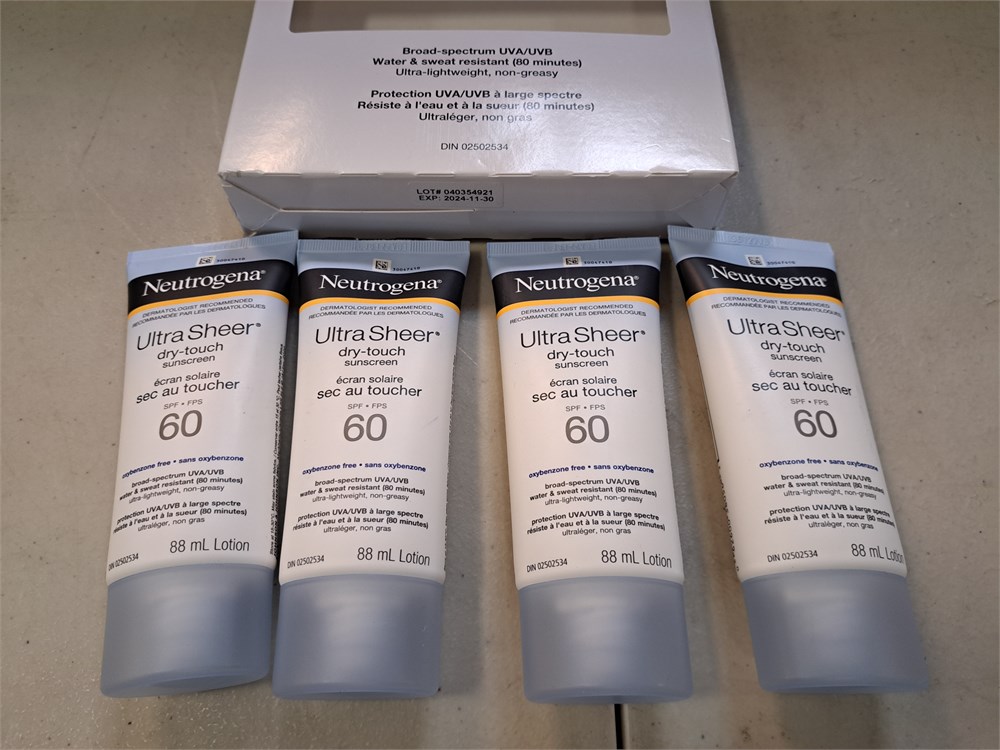 Broad-spectrum UVA/UVB
Water & sweat resistant (80 minutes)
Ultra-lightweight, non-greasy
Protection UVA/UVB à large spectre
Résiste à l'eau et à la sueur (80 minutes)
Ultraléger, non gras
DIN 02502534
LOT# 040354921
EXP: 2024-11-30
Neutrogena®
DERMATOLOGIST RECOMMENDED
RECOMMANDÉE PAR LES DERMATOLOGUES
Ultra Sheer®
dry-touch
sunscreen
écran solaire
sec au toucher
SPF • FPS
60
oxybenzone free • sans oxybenzone
broad-spectrum UVA/UVB
water & sweat resistant (80 minutes)
ultra-lightweight, non-greasy
protection UVA/UVB à large spectre
résiste à l'eau et à la sueur (80 minutes)
ultraléger, non gras
88 mL Lotion
DIN 02502534
Neutrogena®
DERMATOLOGIST RECOMMENDED
RECOMMANDÉE PAR LES DERMATOLOGUES
Ultra Sheer®
dry-touch
sunscreen
écran solaire
sec au toucher
SPF • FPS
60
oxybenzone free • sans oxybenzone
broad-spectrum UVA/UVB
water & sweat resistant (80 minutes)
ultra-lightweight, non-greasy
protection UVA/UVB à large spectre
résiste à l'eau et à la sueur (80 minutes)
ultraléger, non gras
88 mL Lotion
DIN 02502534
Neutrogena®
DERMATOLOGIST RECOMMENDED
RECOMMANDÉE PAR LES DERMATOLOGUES
Ultra Sheer®
dry-touch
sunscreen
écran solaire
sec au toucher
SPF • FPS
60
oxybenzone free • sans oxybenzone
broad-spectrum UVA/UVB
water & sweat resistant (80 minutes)
ultra-lightweight, non-greasy
protection UVA/UVB à large spectre
résiste à l'eau et à la sueur (80 minutes)
ultraléger, non gras
88 mL Lotion
DIN 02502534
Neutrogena®
DERMATOLOGIST RECOMMENDED
RECOMMANDÉE PAR LES DERMATOLOGUES
Ultra Sheer®
dry-touch
sunscreen
écran solaire
sec au toucher
SPF • FPS
60
oxybenzone free • sans oxybenzone
broad-spectrum UVA/UVB
water & sweat resistant (80 minutes)
ultra-lightweight, non-greasy
protection UVA/UVB à large spectre
résiste à l'eau et à la sueur (80 minutes)
ultraléger, non gras
88 mL Lotion
DIN 02502534